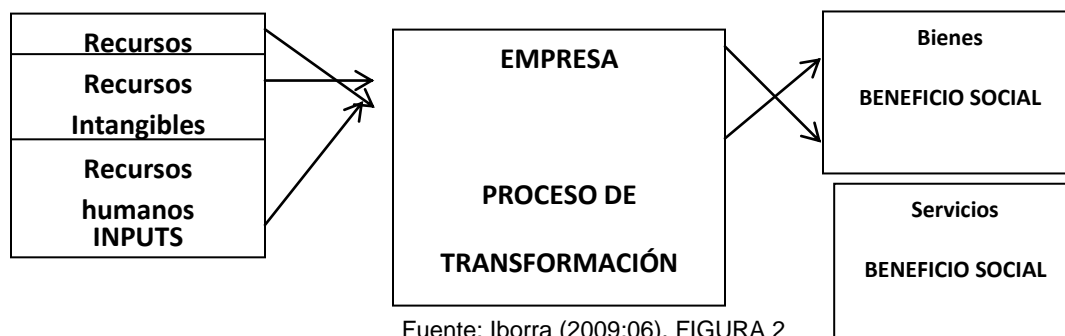 Recursos
Recursos
Intangibles
Recursos
humanos
INPUTS
EMPRESA
PROCESO DE
TRANSFORMACIÓN
Bienes
BENEFICIO SOCIAL
Servicios
BENEFICIO SOCIAL
Fuente: Iborra (2009:06). FIGURA 2